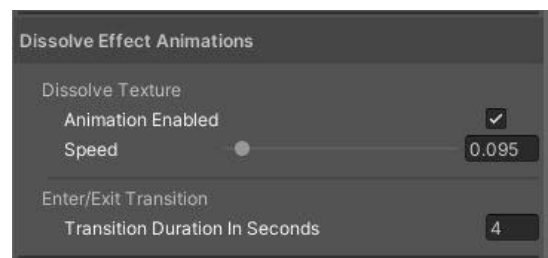 Dissolve Effect Animations
Dissolve Texture
Animation Enabled
Speed 0.095
Enter/Exit Transition
Transition Duration In Seconds 4